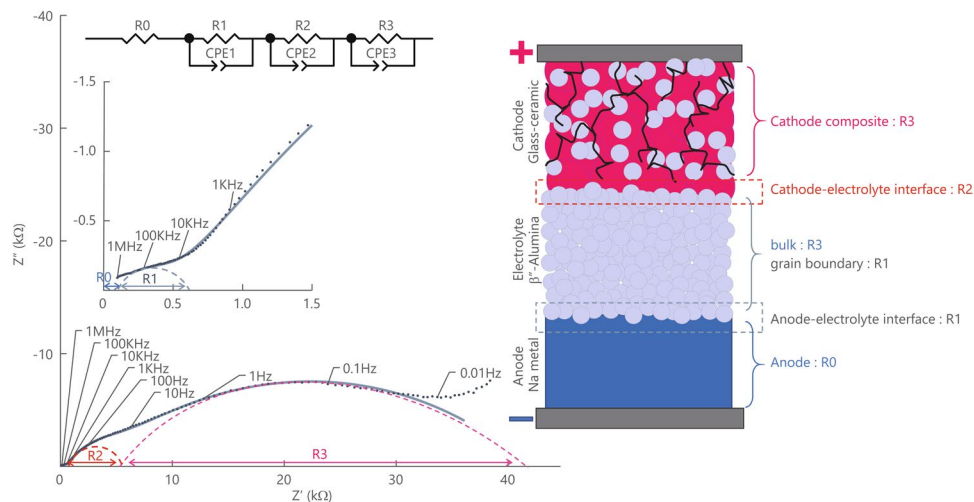 -40
-30
-20
-10
0
0
10
20
30
40
Z" (kΩ)
Z' (kΩ)
R0
R1
R2
R3
CPE1
CPE2
CPE3
-1.5
-1.0
-0.5
0.0
0.5
1.0
1.5
1MHz
100KHz
10KHz
1KHz
R0
R1
1MHz
100KHz
10KHz
1KHz
100Hz
10Hz
1Hz
0.1Hz
0.01Hz
R2
R3
+
Cathode
Glass-ceramic
Electrolyte
β"-Alumina
Anode
Na metal
Cathode composite : R3
Cathode-electrolyte interface : R2
bulk : R3
grain boundary : R1
Anode-electrolyte interface : R1
Anode : R0